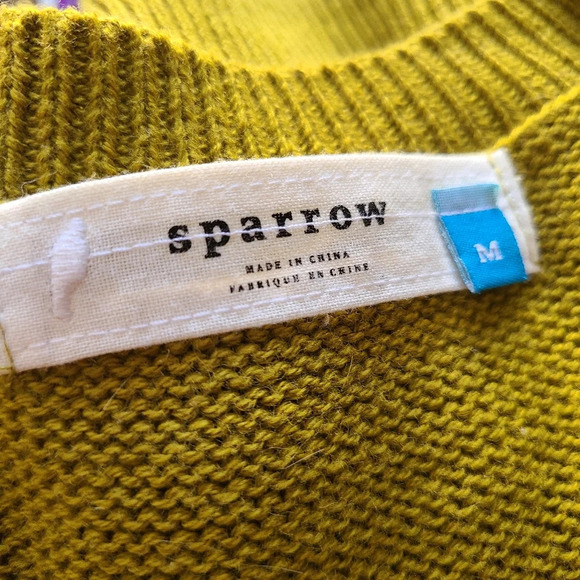 sparrow
MADE IN CHINA
FABRIQUE EN CHINE
M